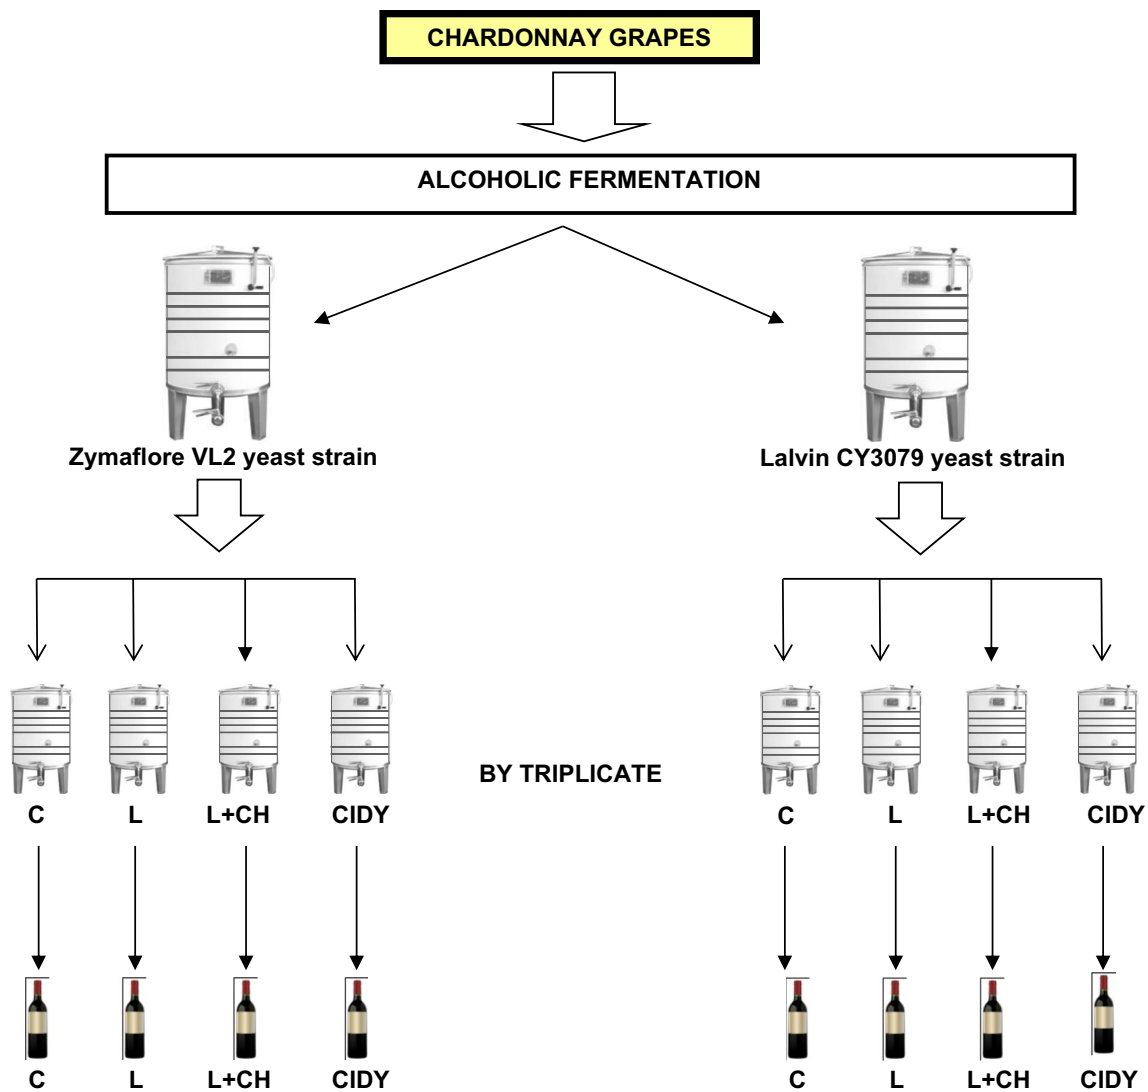 CHARDONNAY GRAPES
ALCOHOLIC FERMENTATION
Zymaflore VL2 yeast strain
Lalvin CY3079 yeast strain
C L L+CH CIDY
BY TRIPLICATE
C L L+CH CIDY
C L L+CH CIDY
C L L+CH CIDY